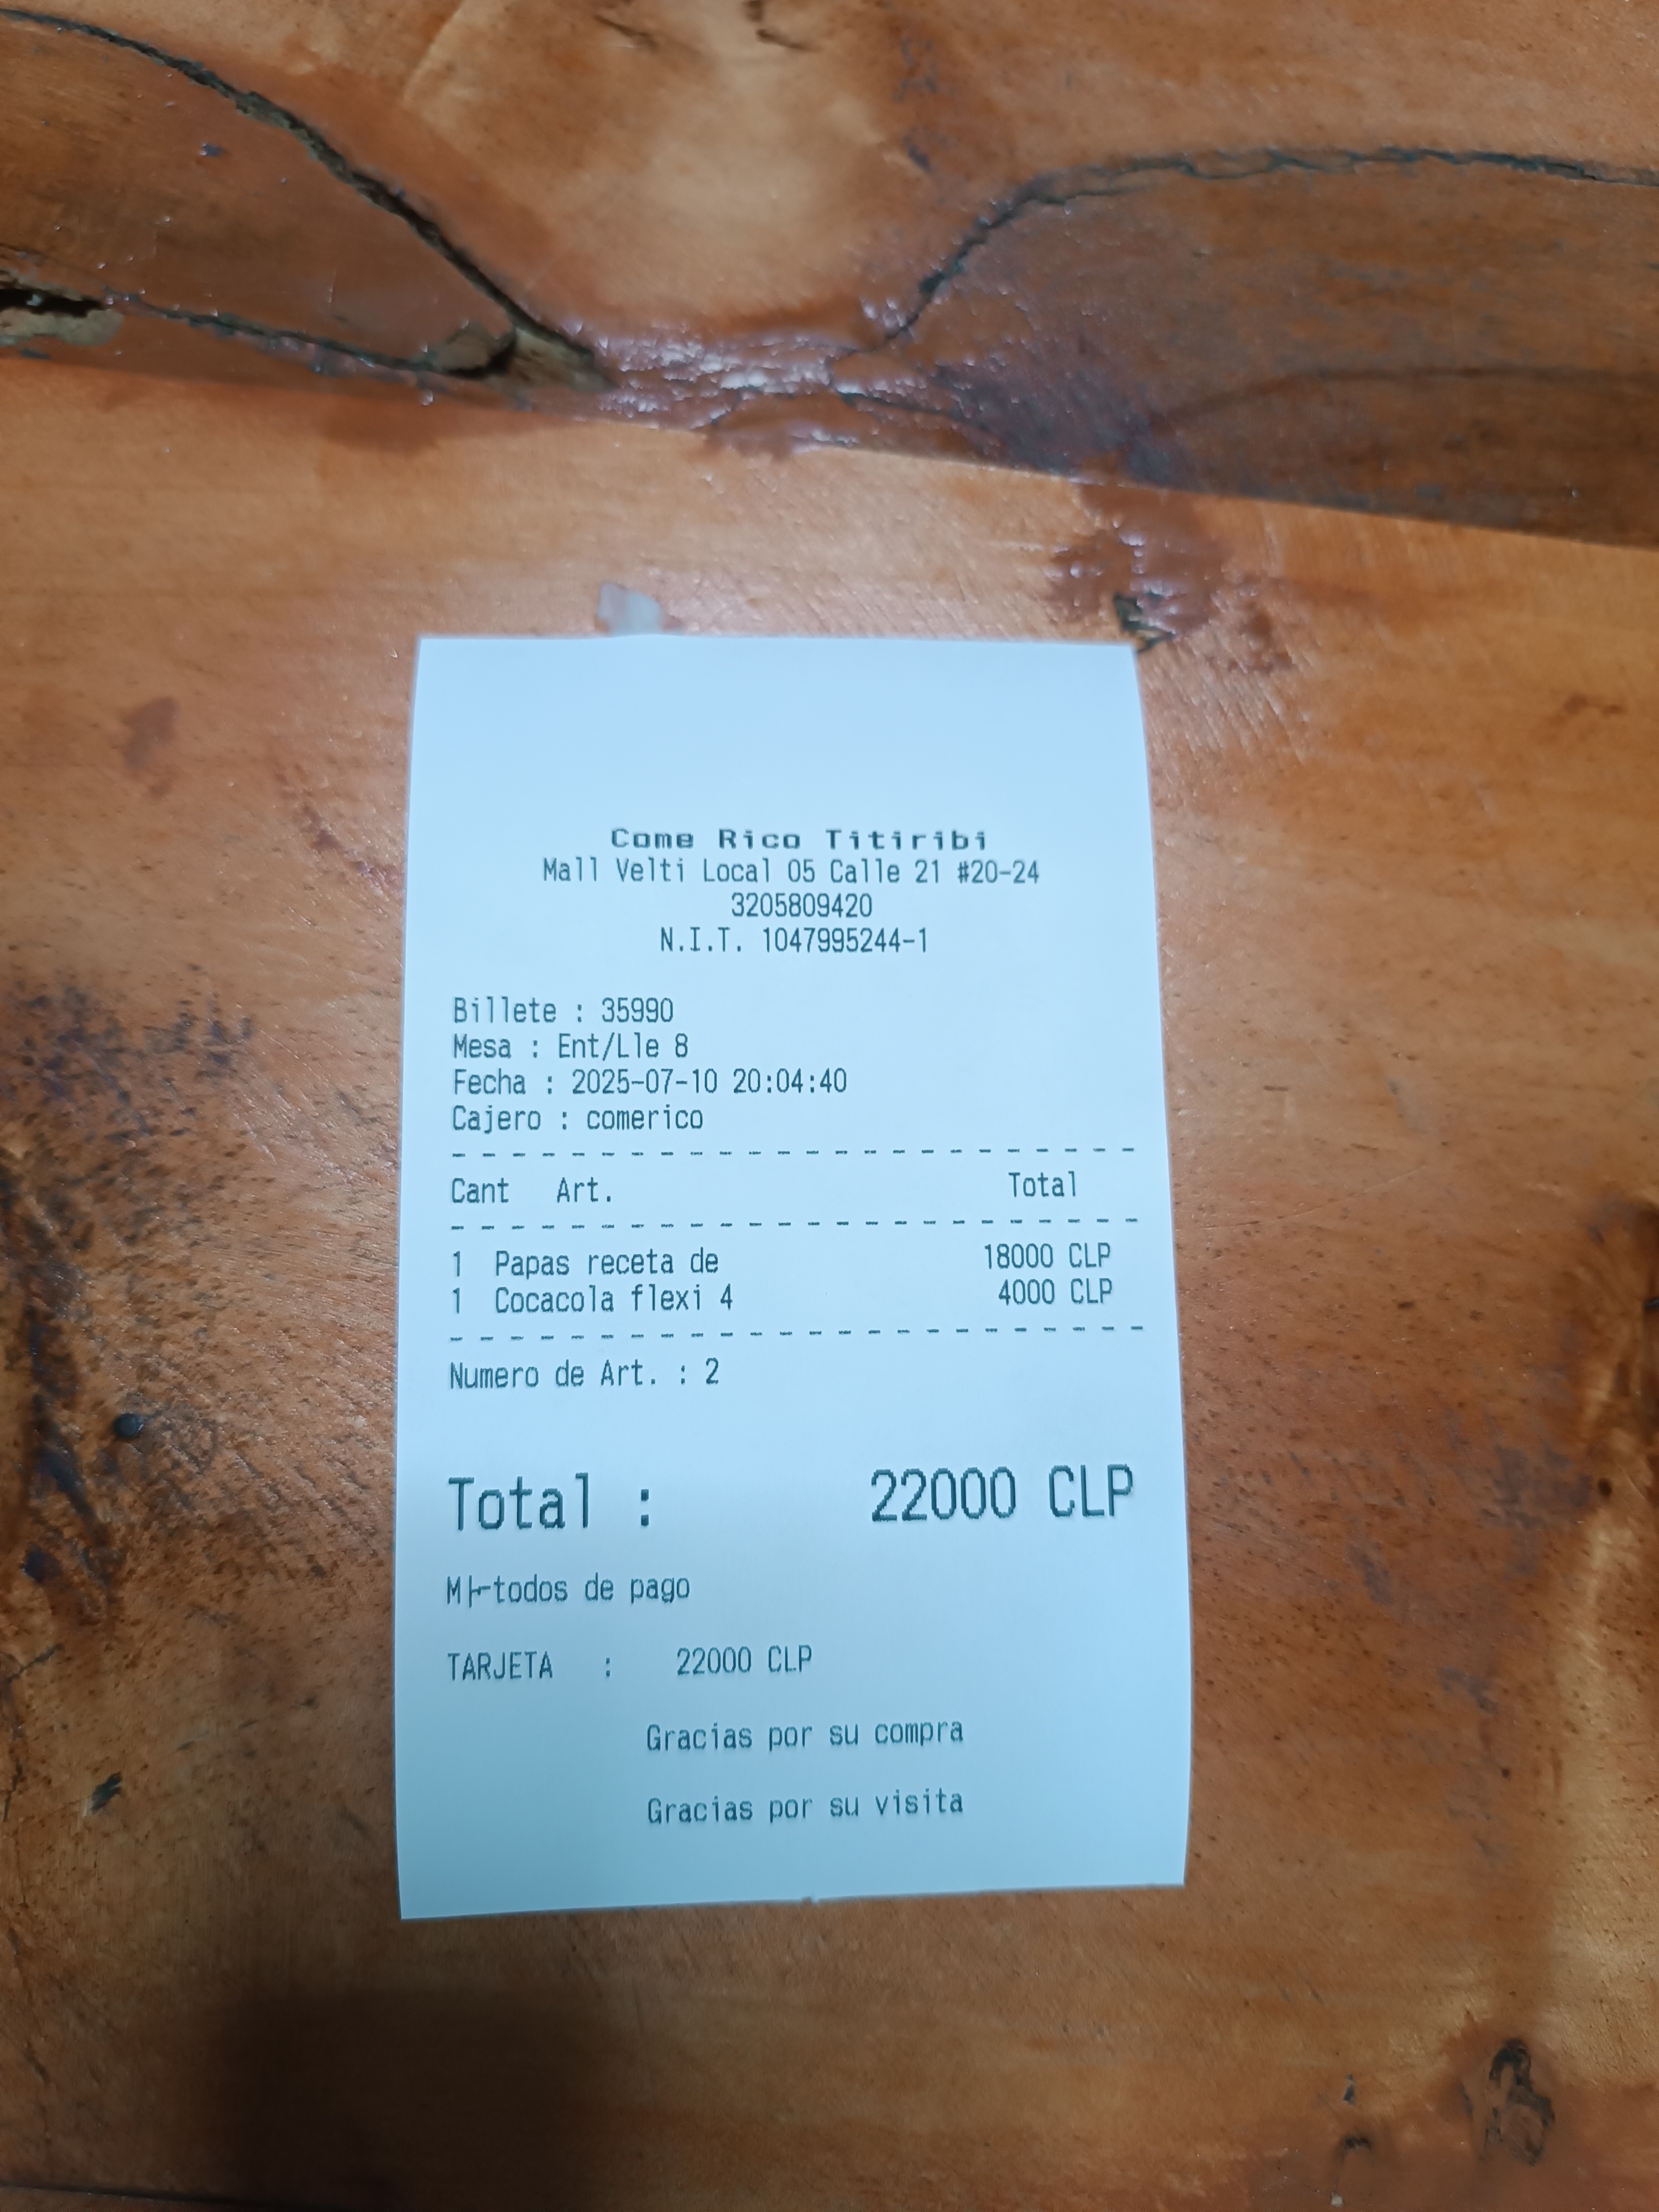 Come Rico Titiribi
Mall Velti Local 05 Calle 21 #20-24
3205809420
N.I.T. 1047995244-1
Billete : 35990
Mesa : Ent/Lle 8
Fecha : 2025-07-10 20:04:40
Cajero : comerico
Cant Art. Total
1 Papas receta de 18000 CLP
1 Cocacola flexi 4 4000 CLP
Numero de Art. : 2
Total : 22000 CLP
M├⌐todos de pago
TARJETA : 22000 CLP
Gracias por su compra
Gracias por su visita